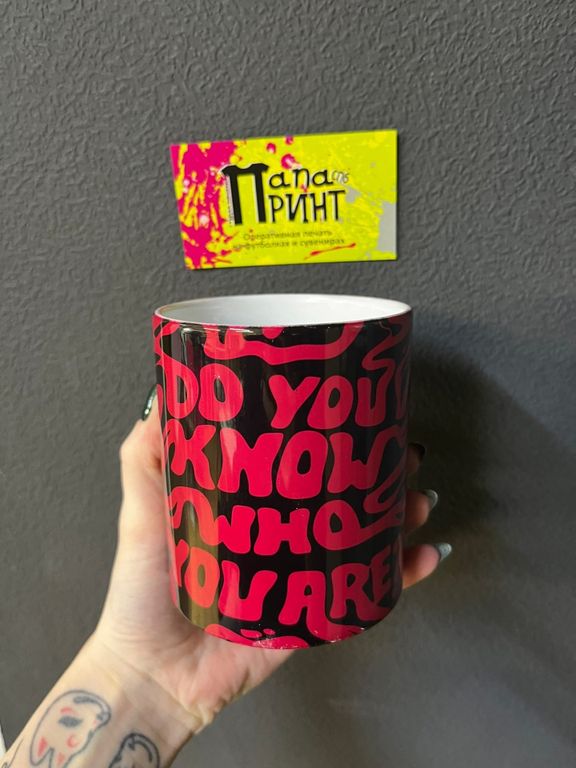 Папа СПб
ПРИНТ
Оперативная печать
на футболках и сувенирах
DO YOU
KNOW
WHO
YOU ARE